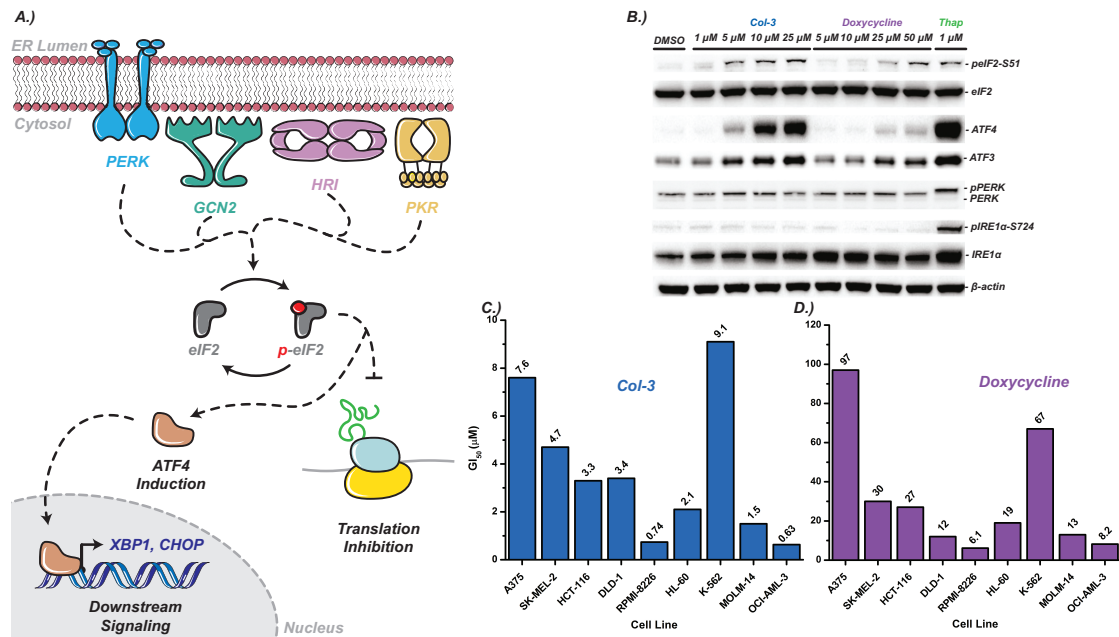 A.)
ER Lumen
Cytosol
PERK
GCN2
HRI
PKR
eIF2
p-eIF2
ATF4
Induction
Translation
Inhibition
XBP1, CHOP
Downstream
Signaling
Nucleus
B.)
Col-3 Doxycycline Thap
DMSO 1 μM 5 μM 10 μM 25 μM 5 μM 10 μM 25 μM 50 μM 1 μM
- peIF2-S51
- eIF2
- ATF4
- ATF3
- pPERK
- PERK
- pIRE1α-S724
- IRE1α
- β-actin
C.)
Col-3
GI50 (μM)
10
8
6
4
2
0
7.6
4.7
3.3
3.4
0.74
2.1
9.1
1.5
0.63
A375
SK-MEL-2
HCT-116
DLD-1
RPMI-8226
HL-60
K-562
MOLM-14
OCI-AML-3
Cell Line
D.)
Doxycycline
120
100
80
60
40
20
0
97
30
27
12
6.1
19
67
13
8.2
A375
SK-MEL-2
HCT-116
DLD-1
RPMI-8226
HL-60
K-562
MOLM-14
OCI-AML-3
Cell Line